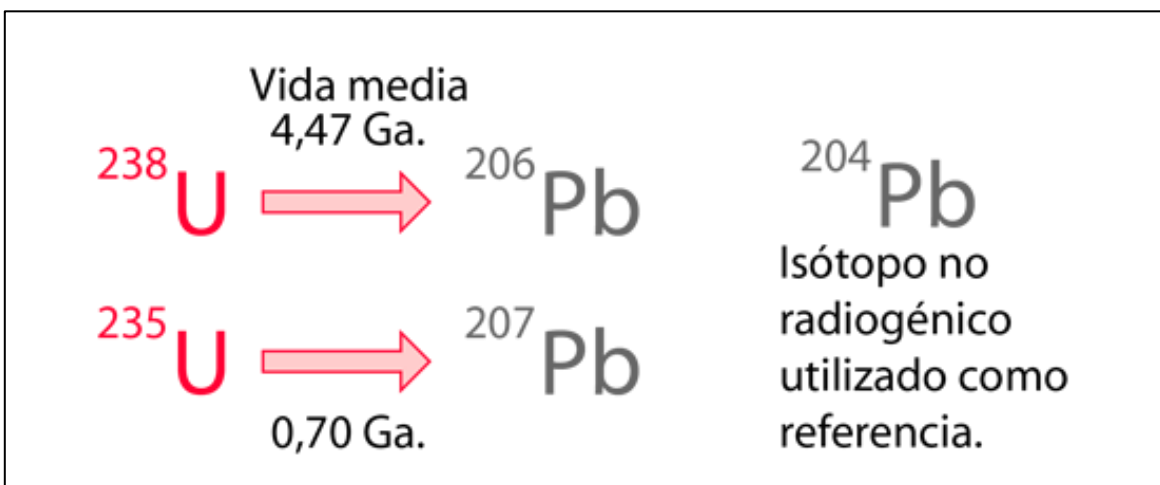 Vida media
4,47 Ga.
238U
206Pb
204Pb
Isótopo no
radiogénico
utilizado como
referencia.
235U
207Pb
0,70 Ga.